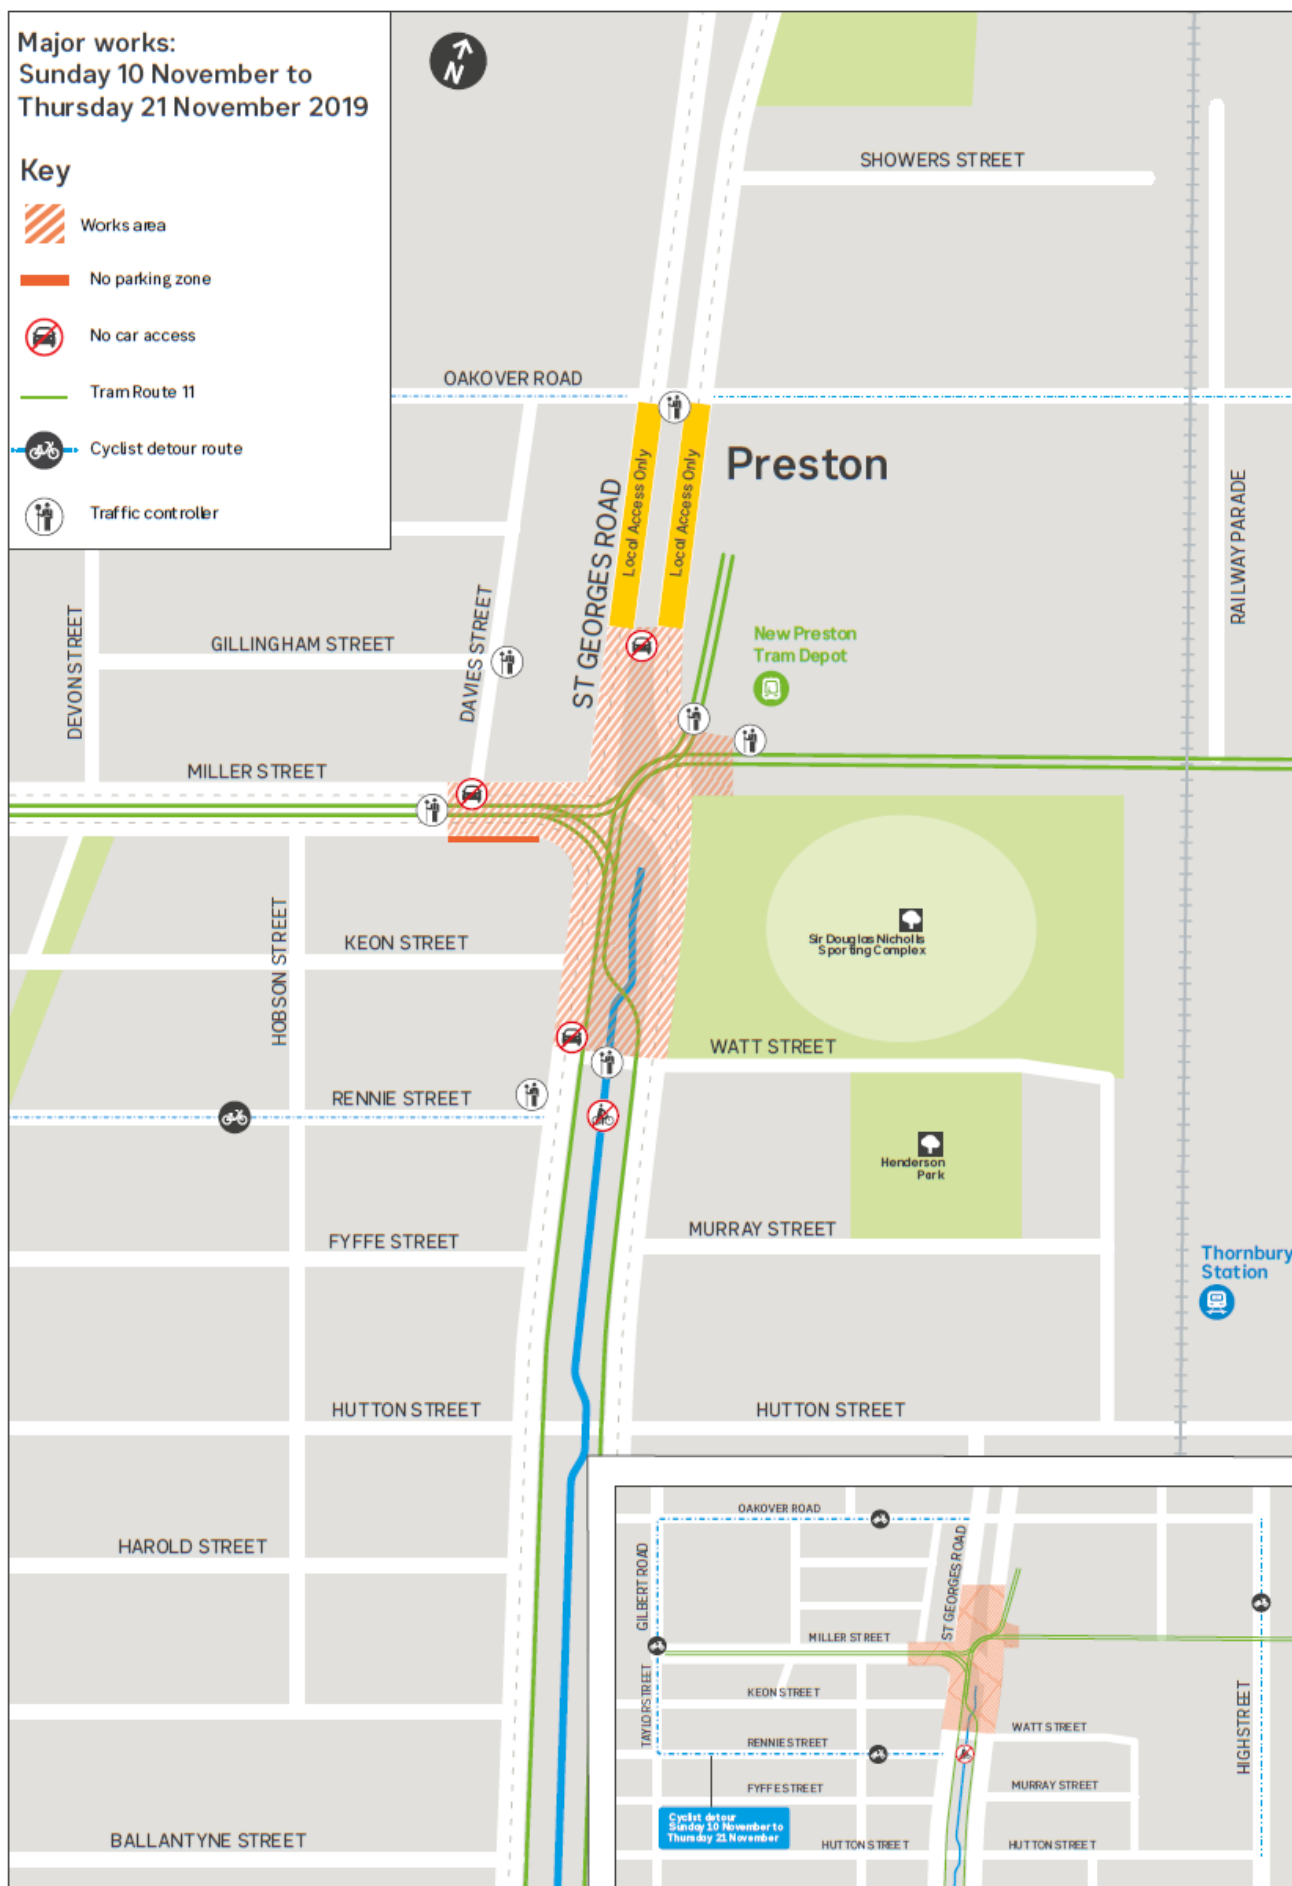 Major works:
Sunday 10 November to
Thursday 21 November 2019
Key
Works area
No parking zone
No car access
Tram Route 11
Cyclist detour route
Traffic controller
N
SHOWERS STREET
OAKOVER ROAD
Preston
Local Access Only
Local Access Only
ST GEORGES ROAD
RAILWAY PARADE
DEVON STREET
GILLINGHAM STREET
DAVIES STREET
New Preston
Tram Depot
MILLER STREET
HOBSON STREET
KEON STREET
Sir Douglas Nicholls
Sporting Complex
WATT STREET
RENNIE STREET
Henderson
Park
FYFFE STREET
MURRAY STREET
Thornbury
Station
HUTTON STREET
HUTTON STREET
HAROLD STREET
BALLANTYNE STREET
OAKOVER ROAD
GILBERT ROAD
ST GEORGES ROAD
MILLER STREET
TAYLOR STREET
KEON STREET
HIGH STREET
WATT STREET
RENNIE STREET
FYFFE STREET
MURRAY STREET
Cyclist detour
Sunday 10 November to
Thursday 21 November
HUTTON STREET
HUTTON STREET